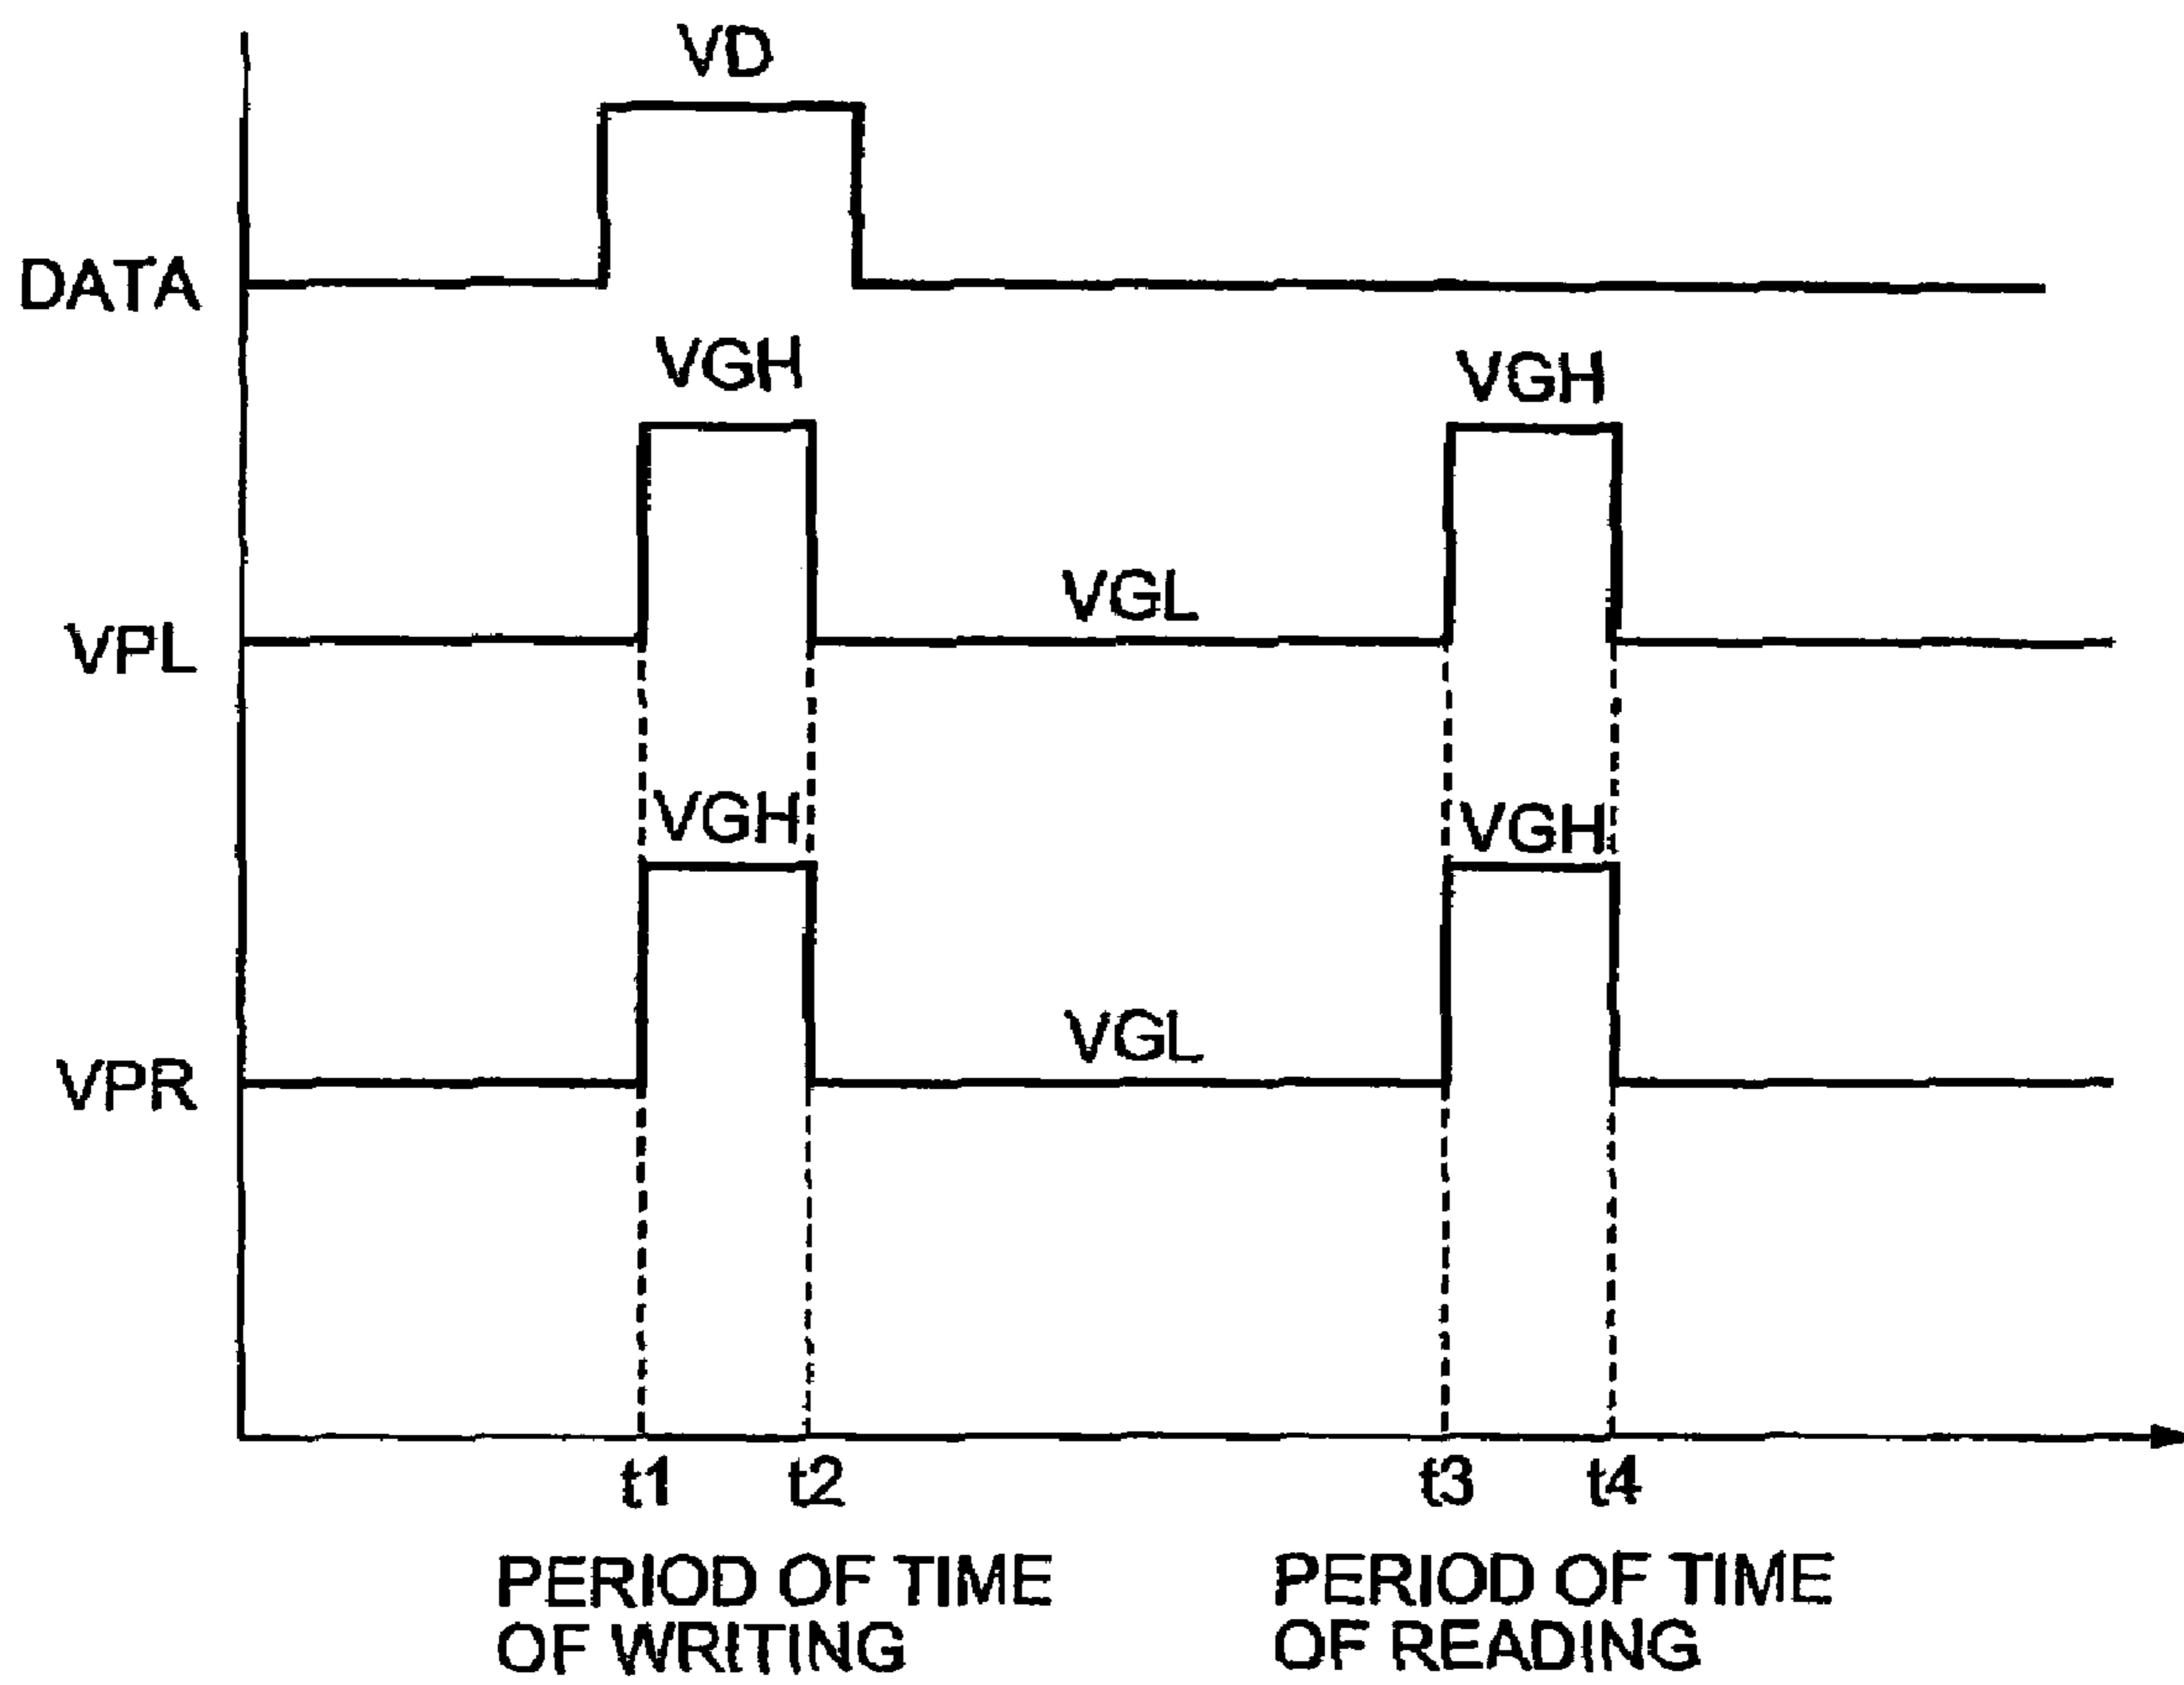 VD
DATA
VGH VGH
VGL
VPL
VGH VGH
VGL
VPR
t1 t2 t3 t4
PERIOD OF TIME PERIOD OF TIME
OF WRITING OF READING